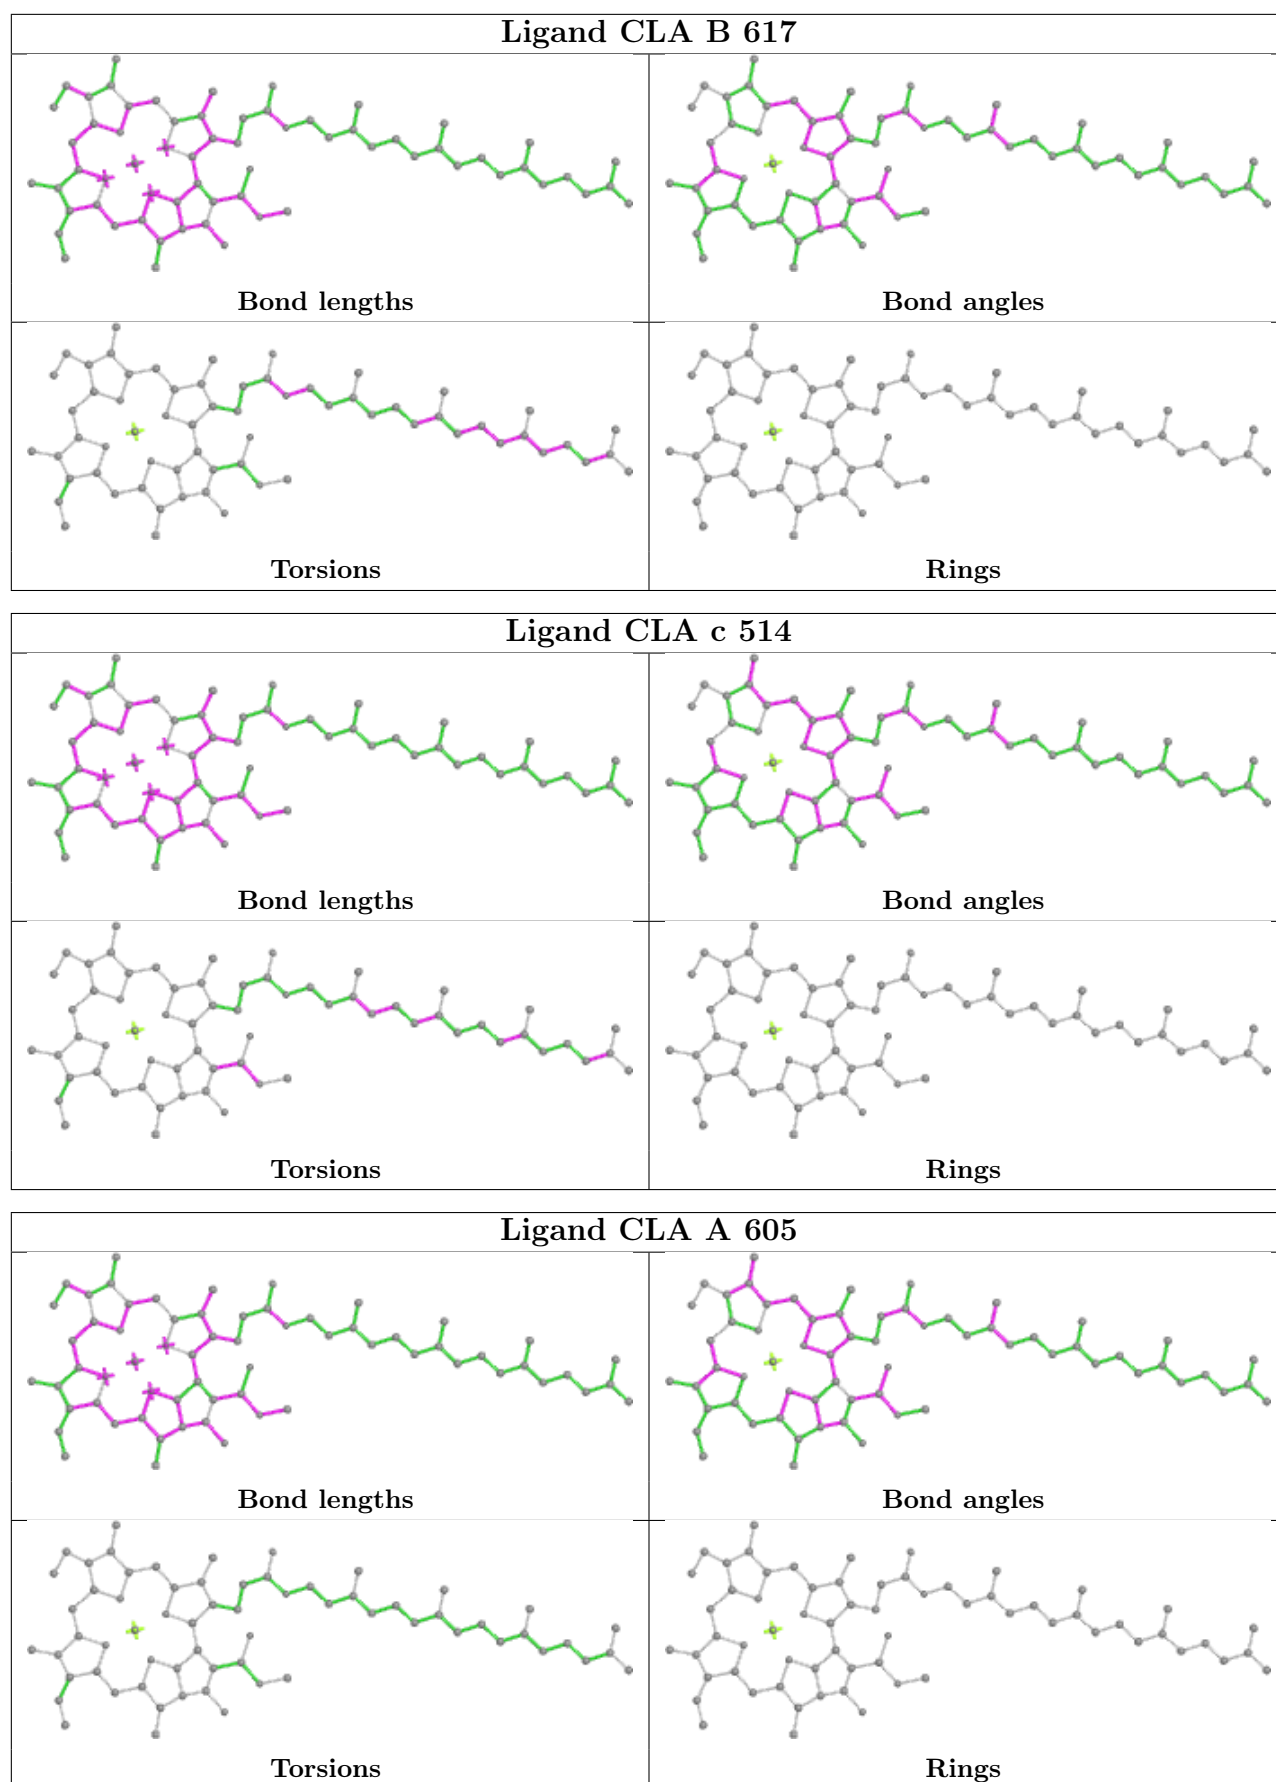 Ligand CLA B 617
Bond lengths
Bond angles
Torsions
Rings
Ligand CLA c 514
Bond lengths
Bond angles
Torsions
Rings
Ligand CLA A 605
Bond lengths
Bond angles
Torsions
Rings